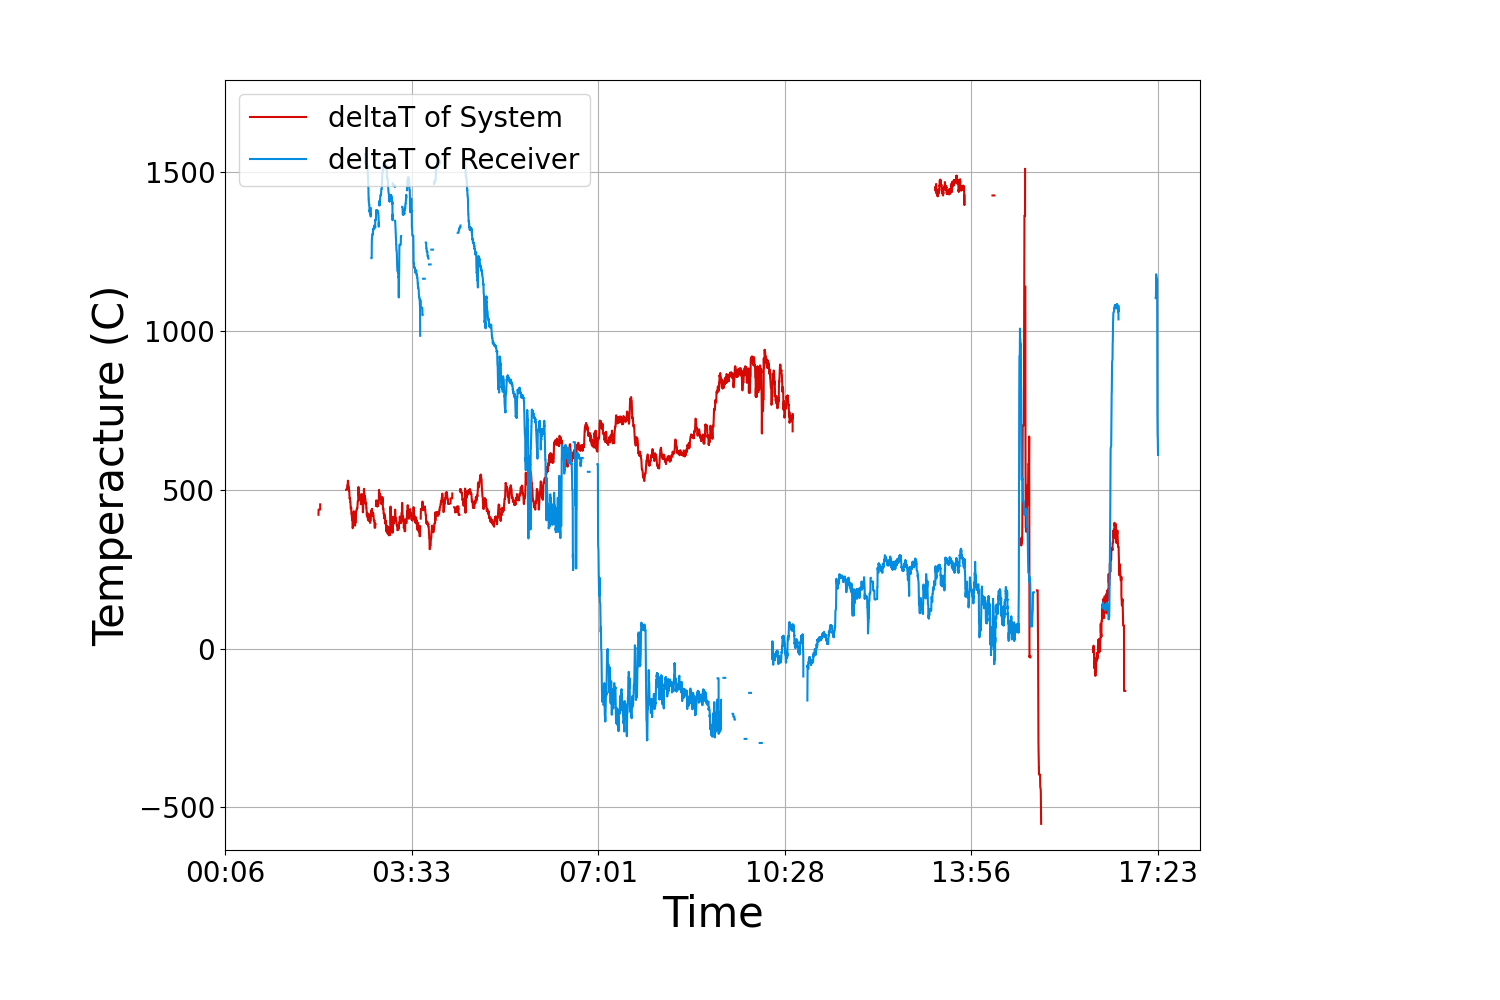 deltaT of System
deltaT of Receiver
1500
1000
500
0
−500
Temperacture (C)
00:06 03:33 07:01 10:28 13:56 17:23
Time